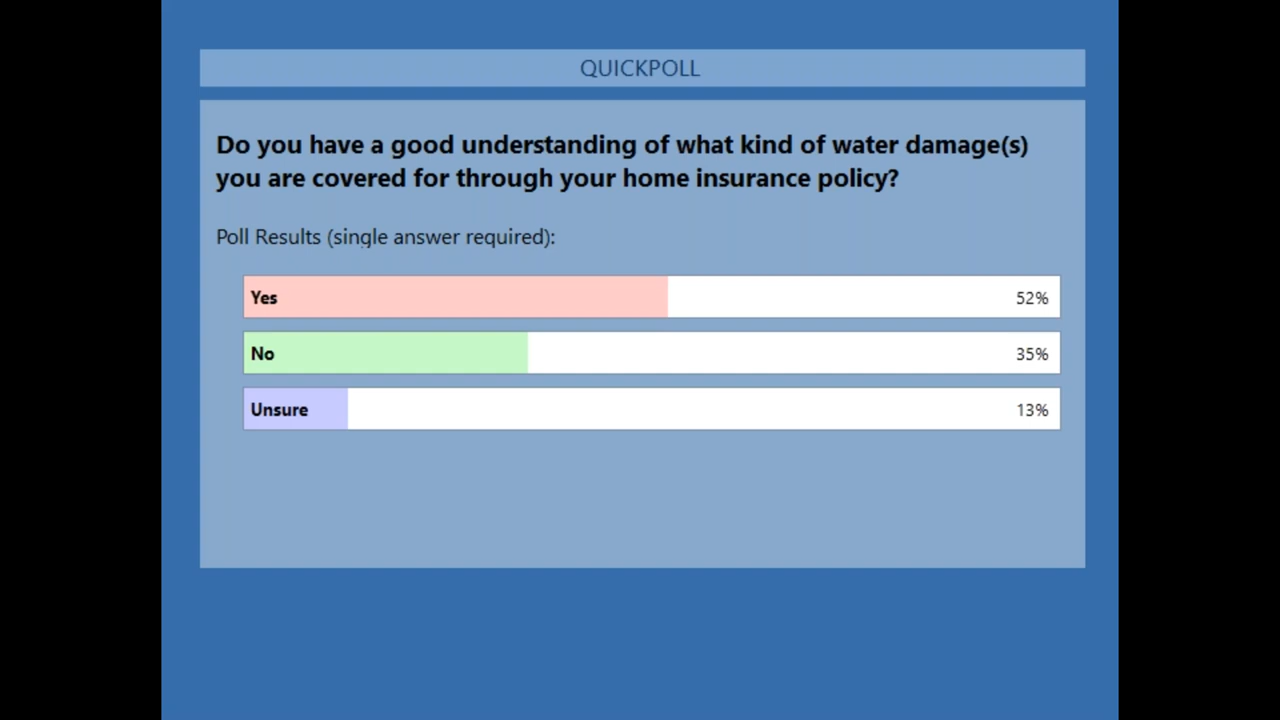 QUICKPOLL
Do you have a good understanding of what kind of water damage(s)
you are covered for through your home insurance policy?
Poll Results (single answer required):
Yes 52%
No 35%
Unsure 13%